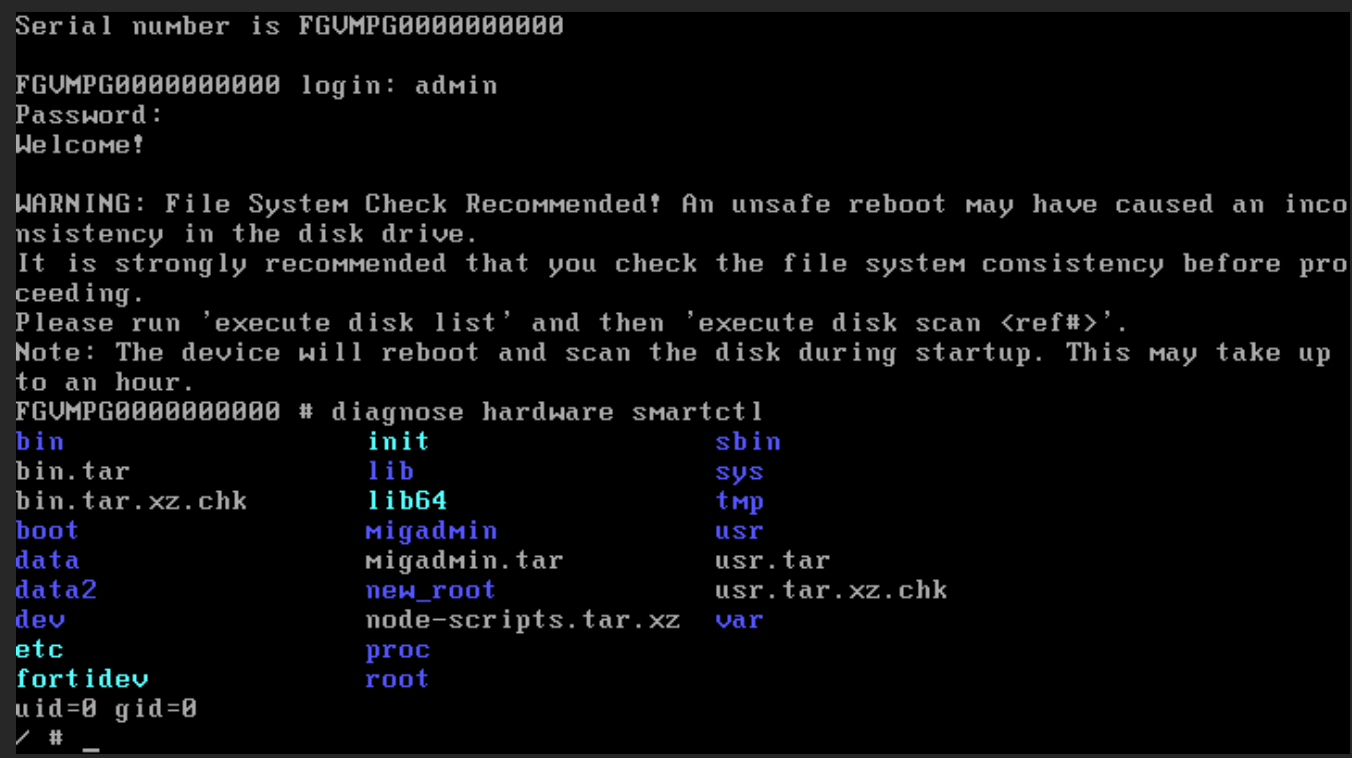 Serial number is FGVMPG0000000000
FGVMPG0000000000 login: admin
Password:
Welcome!
WARNING: File System Check Recommended! An unsafe reboot may have caused an inco
nsistency in the disk drive.
It is strongly recommended that you check the file system consistency before pro
ceeding.
Please run 'execute disk list' and then 'execute disk scan <ref#>'.
Note: The device will reboot and scan the disk during startup. This may take up
to an hour.
FGVMPG0000000000 # diagnose hardware smartctl
bin init sbin
bin.tar lib sys
bin.tar.xz.chk lib64 tmp
boot migadmin usr
data migadmin.tar usr.tar
data2 new_root usr.tar.xz.chk
dev node-scripts.tar.xz var
etc proc
fortidev root
uid=0 gid=0
/ # _